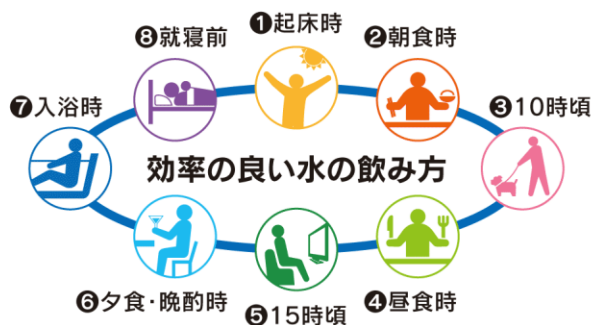 効率の良い水の飲み方
❶起床時
❷朝食時
❸10時頃
❹昼食時
❺15時頃
❻夕食・晩酌時
❼入浴時
❽就寝前